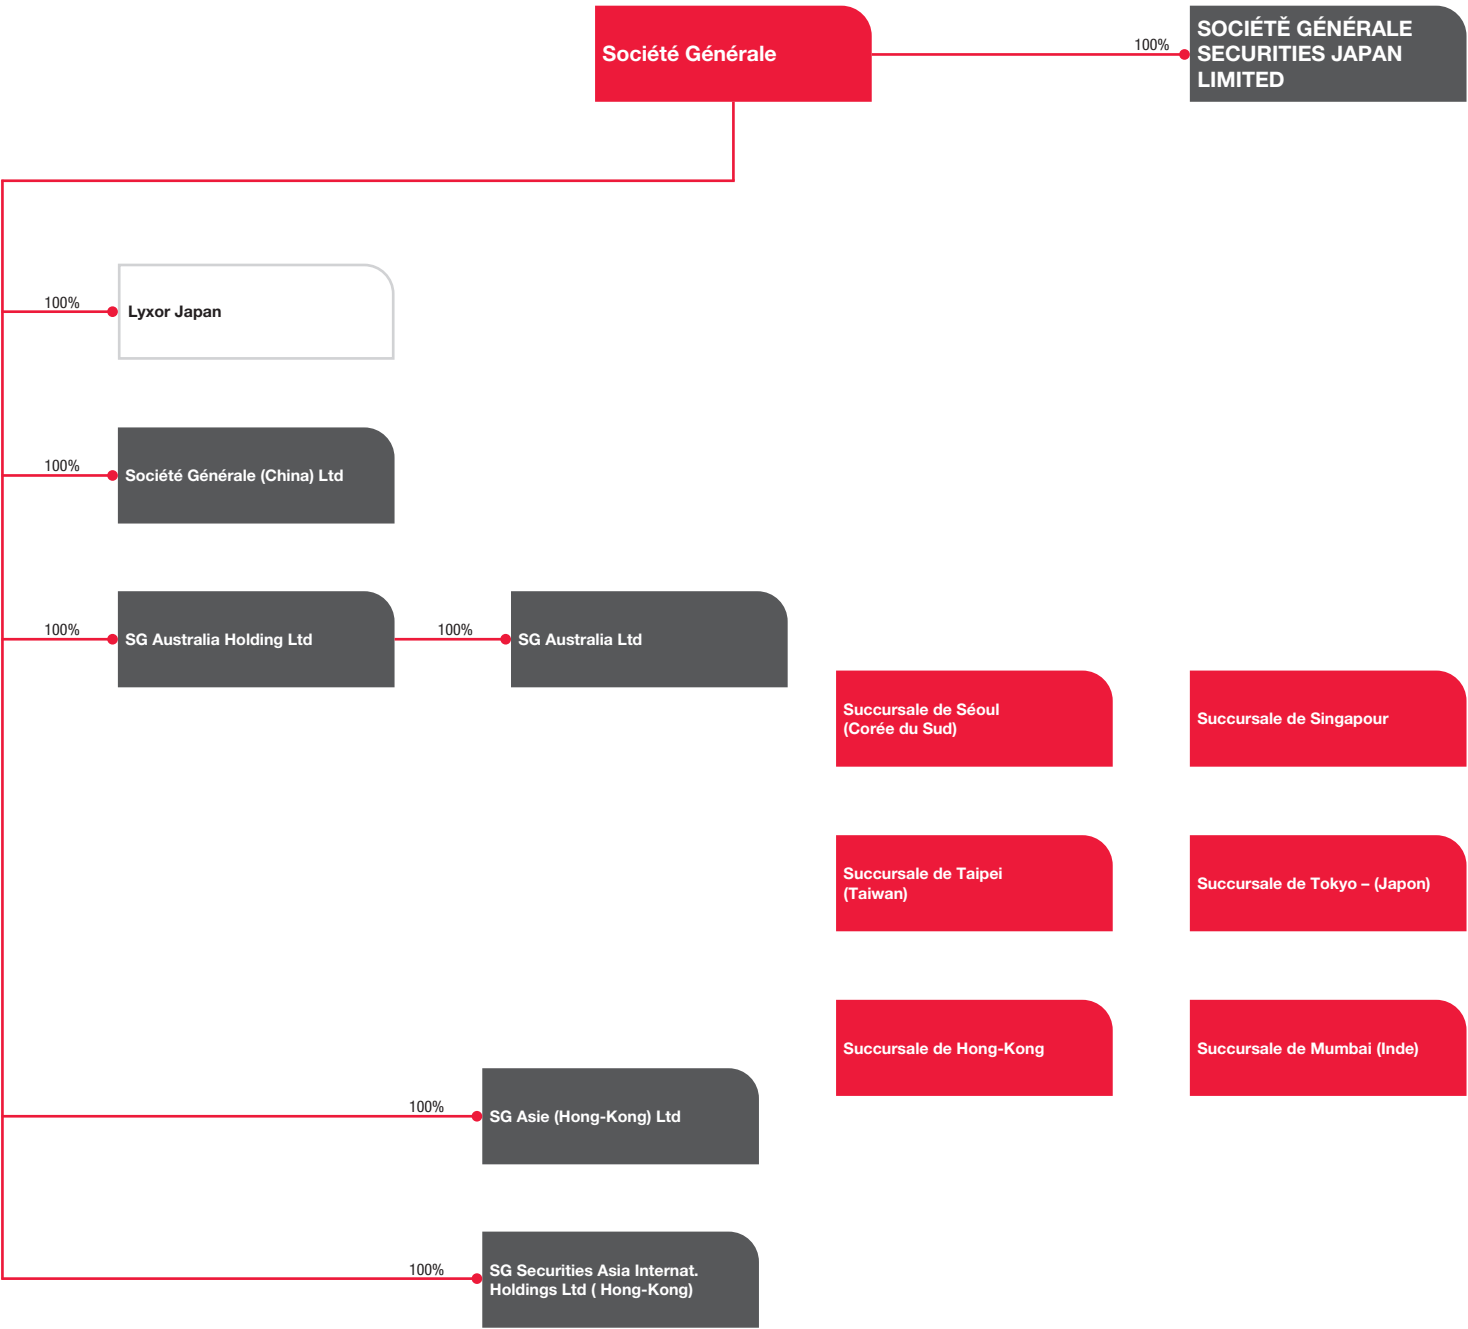 Société Générale
100%
SOCIÉTĚ GÉNÉRALE
SECURITIES JAPAN
LIMITED
100%
Lyxor Japan
100%
Société Générale (China) Ltd
100%
SG Australia Holding Ltd
100%
SG Australia Ltd
Succursale de Séoul
(Corée du Sud)
Succursale de Singapour
Succursale de Taipei
(Taiwan)
Succursale de Tokyo – (Japon)
Succursale de Hong-Kong
Succursale de Mumbai (Inde)
100%
SG Asie (Hong-Kong) Ltd
100%
SG Securities Asia Internat.
Holdings Ltd ( Hong-Kong)